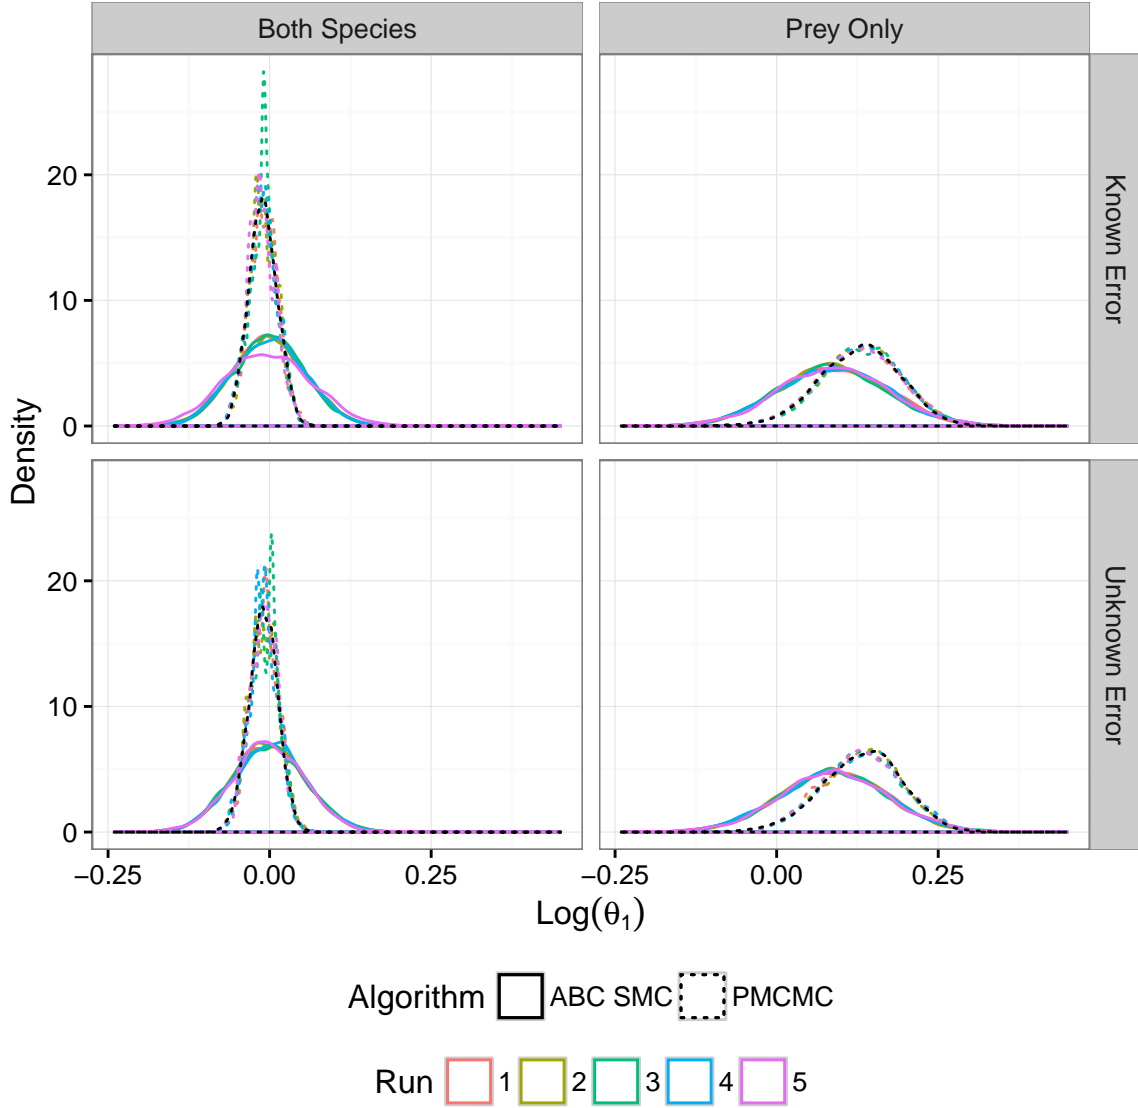 Both Species
Prey Only
20
10
0
Known Error
Density
20
10
0
Unknown Error
−0.25
0.00
0.25
−0.25
0.00
0.25
Log(θ₁)
Algorithm ABC SMC PMCMC
Run 1 2 3 4 5